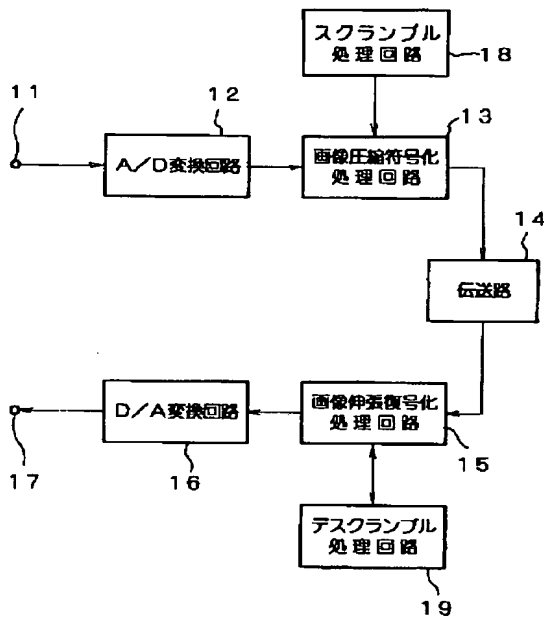 スクランブル
処理回路
18
11
12
13
A/D変換回路
画像圧縮符号化
処理回路
14
伝送路
D/A変換回路
画像伸張復号化
処理回路
17
16
15
デスクランブル
処理回路
19